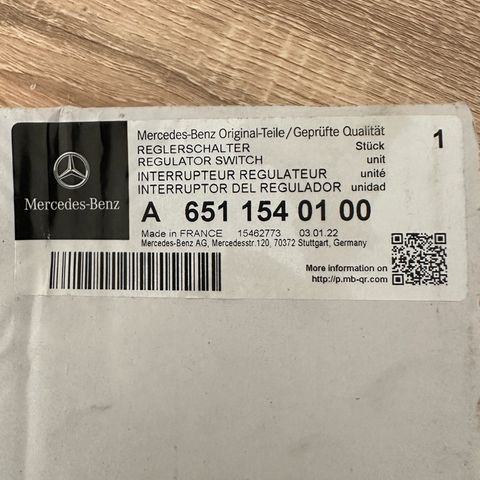 Mercedes-Benz
Mercedes-Benz Original-Teile/Geprüfte Qualität
REGLERSCHALTER Stück 1
REGULATOR SWITCH unit
INTERRUPTEUR REGULATEUR unité
INTERRUPTOR DEL REGULADOR unidad
A 651 154 01 00
Made in FRANCE 15462773 03.01.22
Mercedes-Benz AG, Mercedesstr.120, 70372 Stuttgart, Germany
More information on
http://p.mb-qr.com